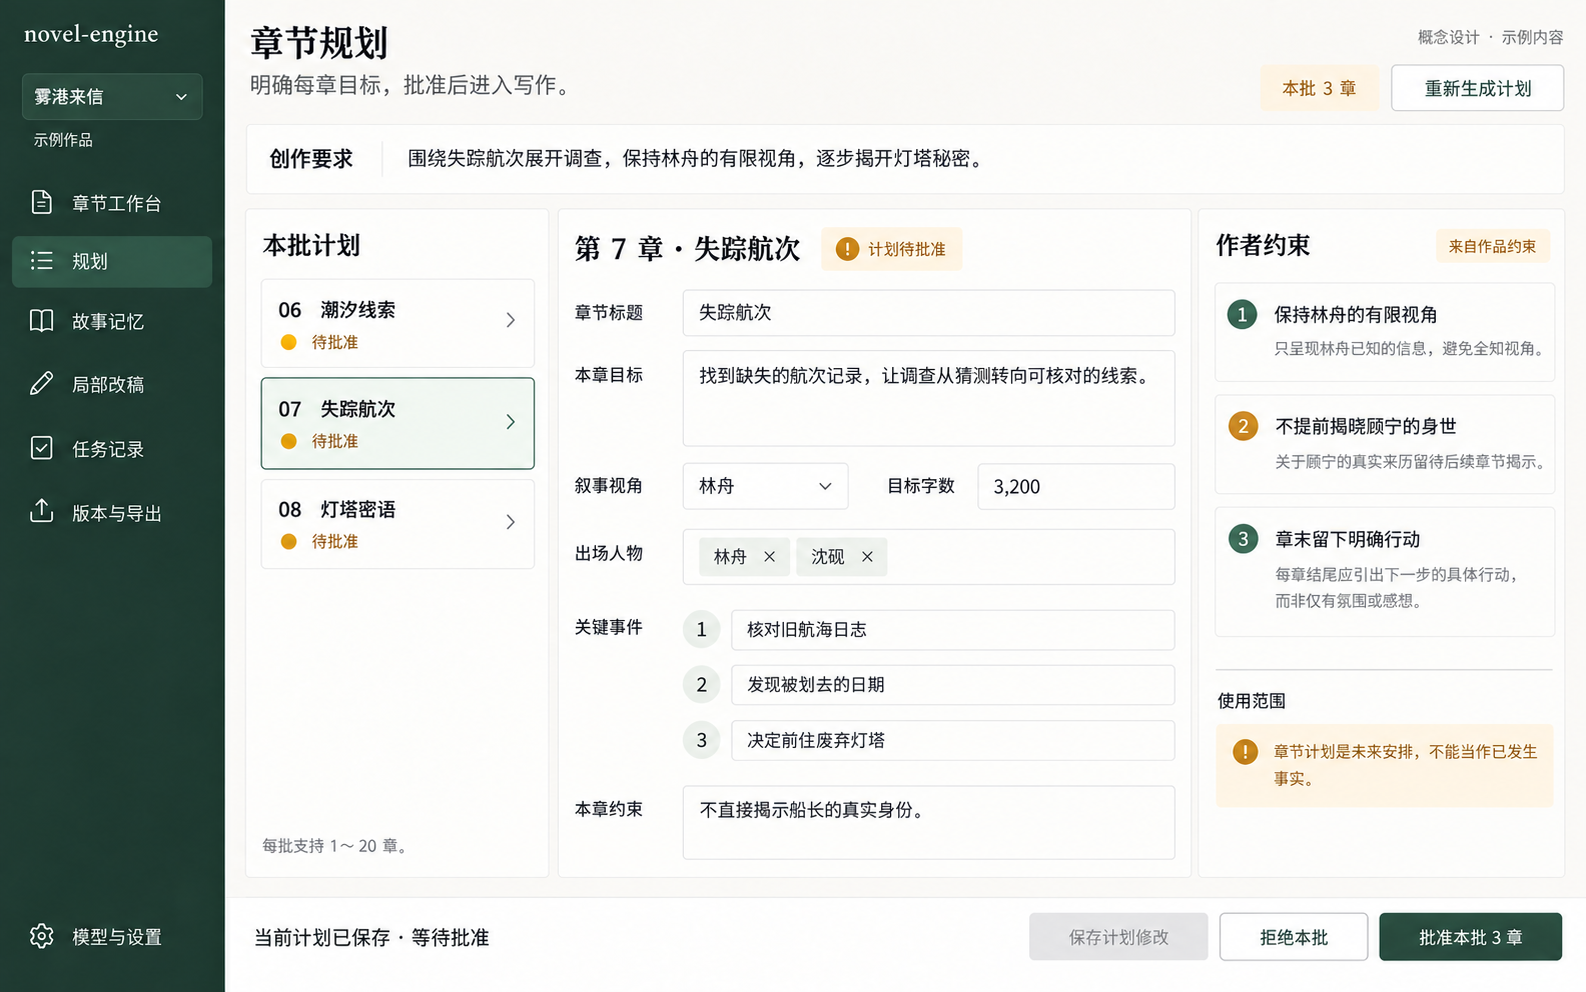 novel-engine
雾港来信
示例作品
章节工作台
规划
故事记忆
局部改稿
任务记录
版本与导出
模型与设置
章节规划
明确每章目标，批准后进入写作。
概念设计 · 示例内容
本批 3 章
重新生成计划
创作要求
围绕失踪航次展开调查，保持林舟的有限视角，逐步揭开灯塔秘密。
本批计划
06 潮汐线索
待批准
07 失踪航次
待批准
08 灯塔密语
待批准
每批支持 1～20 章。
第 7 章 · 失踪航次
! 计划待批准
章节标题
失踪航次
本章目标
找到缺失的航次记录，让调查从猜测转向可核对的线索。
叙事视角
林舟
目标字数
3,200
出场人物
林舟 ×
沈砚 ×
关键事件
1 核对旧航海日志
2 发现被划去的日期
3 决定前往废弃灯塔
本章约束
不直接揭示船长的真实身份。
作者约束
来自作品约束
1 保持林舟的有限视角
只呈现林舟已知的信息，避免全知视角。
2 不提前揭晓顾宁的身世
关于顾宁的真实来历留待后续章节揭示。
3 章末留下明确行动
每章结尾应引出下一步的具体行动，
而非仅有氛围或感想。
使用范围
! 章节计划是未来安排，不能当作已发生
事实。
当前计划已保存 · 等待批准
保存计划修改
拒绝本批
批准本批 3 章